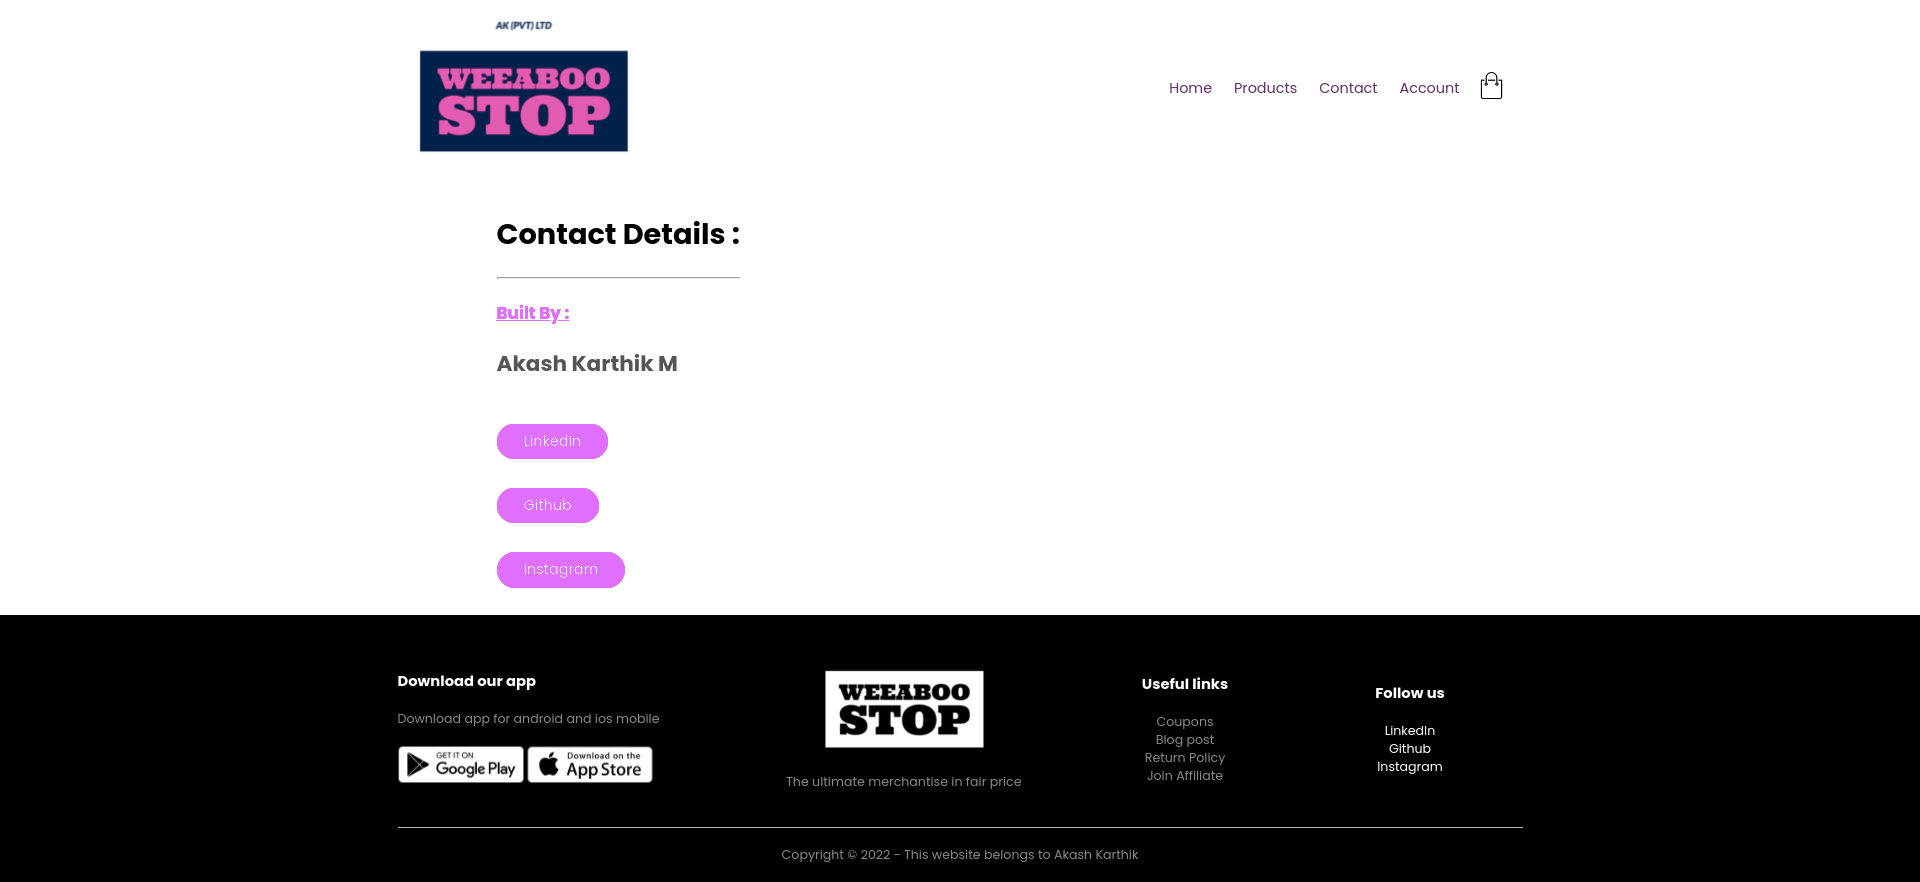 AK (PVT) LTD
WEEABOO
STOP
Home Products Contact Account
Contact Details :
Built By :
Akash Karthik M
LinkedIn
Github
Instagram
Download our app
Download app for android and ios mobile
GET IT ON
Google Play
Download on the
App Store
WEEABOO
STOP
The ultimate merchantise in fair price
Useful links
Coupons
Blog post
Return Policy
Join Affiliate
Follow us
LinkedIn
Github
Instagram
Copyright © 2022 - This website belongs to Akash Karthik